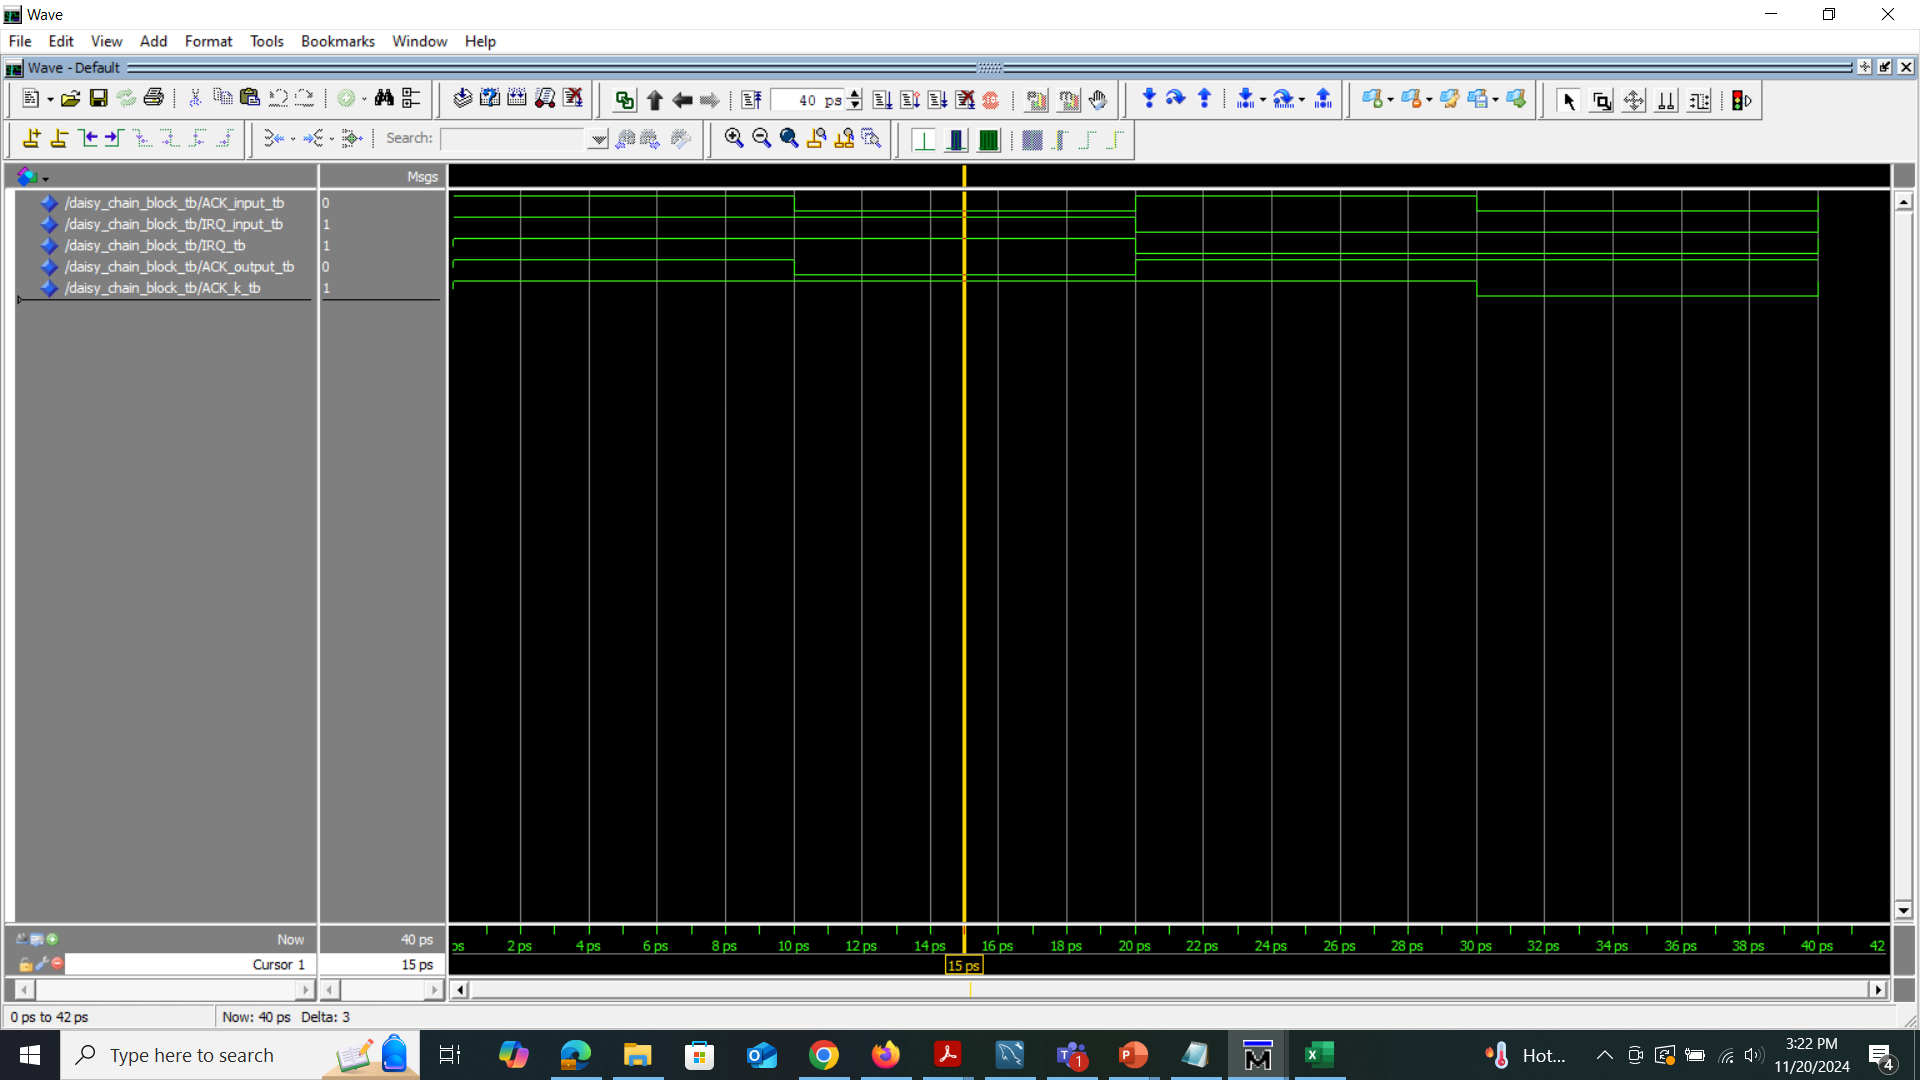 Wave
File Edit View Add Format Tools Bookmarks Window Help
Wave - Default
40 ps
Search:
Msgs
/daisy_chain_block_tb/ACK_input_tb 0
/daisy_chain_block_tb/IRQ_input_tb 1
/daisy_chain_block_tb/IRQ_tb 1
/daisy_chain_block_tb/ACK_output_tb 0
/daisy_chain_block_tb/ACK_k_tb 1
Now 40 ps
ps 2 ps 4 ps 6 ps 8 ps 10 ps 12 ps 14 ps 16 ps 18 ps 20 ps 22 ps 24 ps 26 ps 28 ps 30 ps 32 ps 34 ps 36 ps 38 ps 40 ps 42
Cursor 1 15 ps 15 ps
0 ps to 42 ps Now: 40 ps Delta: 3
Type here to search
1
Hot...
3:22 PM
11/20/2024
4